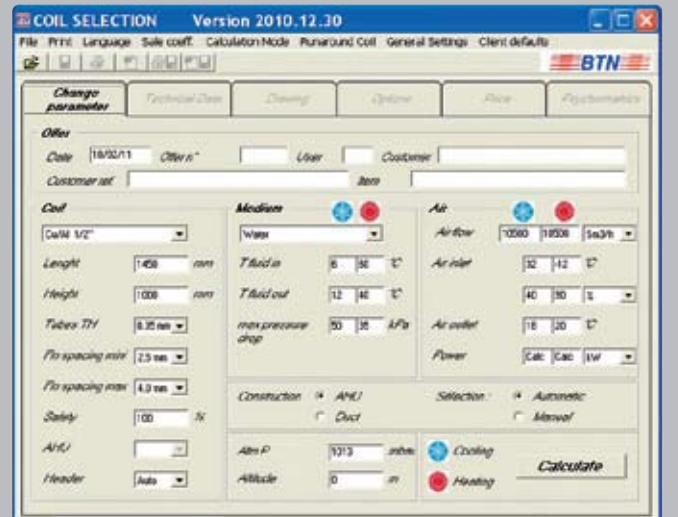 COIL SELECTION Version 2010.12.30
File Print Language Sale coeff. Calculation Mode Runaround Coil General Settings Client defaults
BTN
Change parameter Technical Data Drawing Options Price Psychometrics
Offer
Date 18/02/11 Offer n° User Customer
Customer ref. Item
Coil Medium Air
Cu/Al 1/2" Water Air flow 10500 10500 Sm3/h
Lenght 1450 mm T fluid in 6 50 °C Air inlet 32 -12 °C
Height 1000 mm T fluid out 12 40 °C 40 90 %
Tubes TH 0.35 mm max pressure drop 50 35 kPa Air outlet 18 20 °C
Fin spacing min 2,5 mm Power Calc Calc kW
Fin spacing max 4,0 mm Construction AHU Selection: Automatic
Safety 100 % Duct Manual
AHU Atm P 1013 mbar Cooling
Header Auto Altitude 0 m Heating Calculate